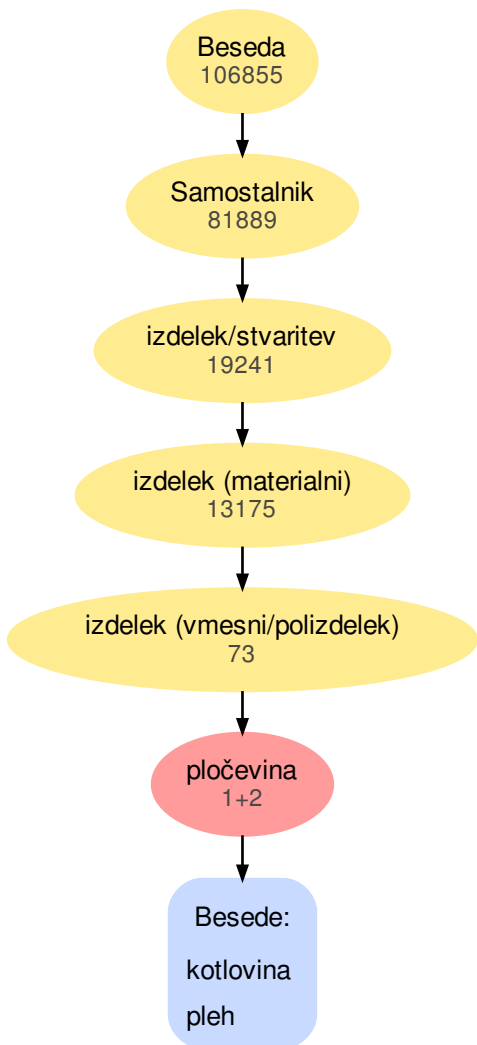 Beseda
106855
Samostalnik
81889
izdelek/stvaritev
19241
izdelek (materialni)
13175
izdelek (vmesni/polizdelek)
73
pločevina
1+2
Besede:
kotlovina
pleh